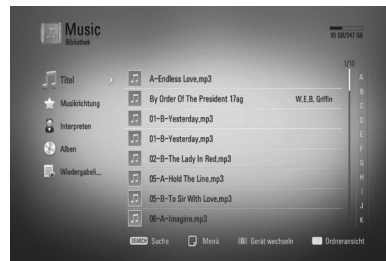 Music
Bibliothek
95 GB/247 GB
1/10
Titel
Musikrichtung
Interpreten
Alben
Wiedergabeli...
A-Endless Love.mp3
By Order Of The President 17ag W.E.B. Griffin
01-B-Yesterday.mp3
01-B-Yesterday.mp3
02-B-The Lady In Red.mp3
05-A-Hold The Line.mp3
05-B-To Sir With Love.mp3
06-A-Imagine.mp3
A
B
C
D
E
F
G
H
I
J
K
SEARCH Suche Menü Gerät wechseln Ordneransicht